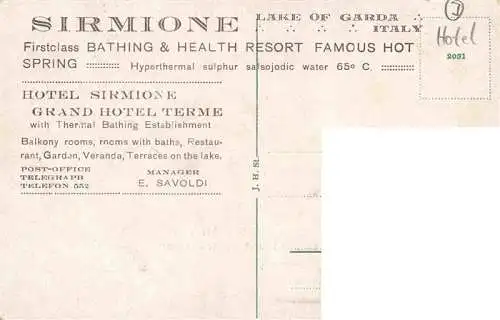 SIRMIONE LAKE OF GARDA
ITALY
Firstclass BATHING & HEALTH RESORT FAMOUS HOT
SPRING Hyperthermal sulphur salsojodic water 65º C.
HOTEL SIRMIONE
GRAND HOTEL TERME
with Thermal Bathing Establishment
Balkony rooms, rooms with baths, Restau-
rant, Garden, Veranda, Terraces on the lake.
POST-OFFICE
TELEGRAPH
TELEFON 552
MANAGER
E. SAVOLDI
J. H. St.
Hotel
2051